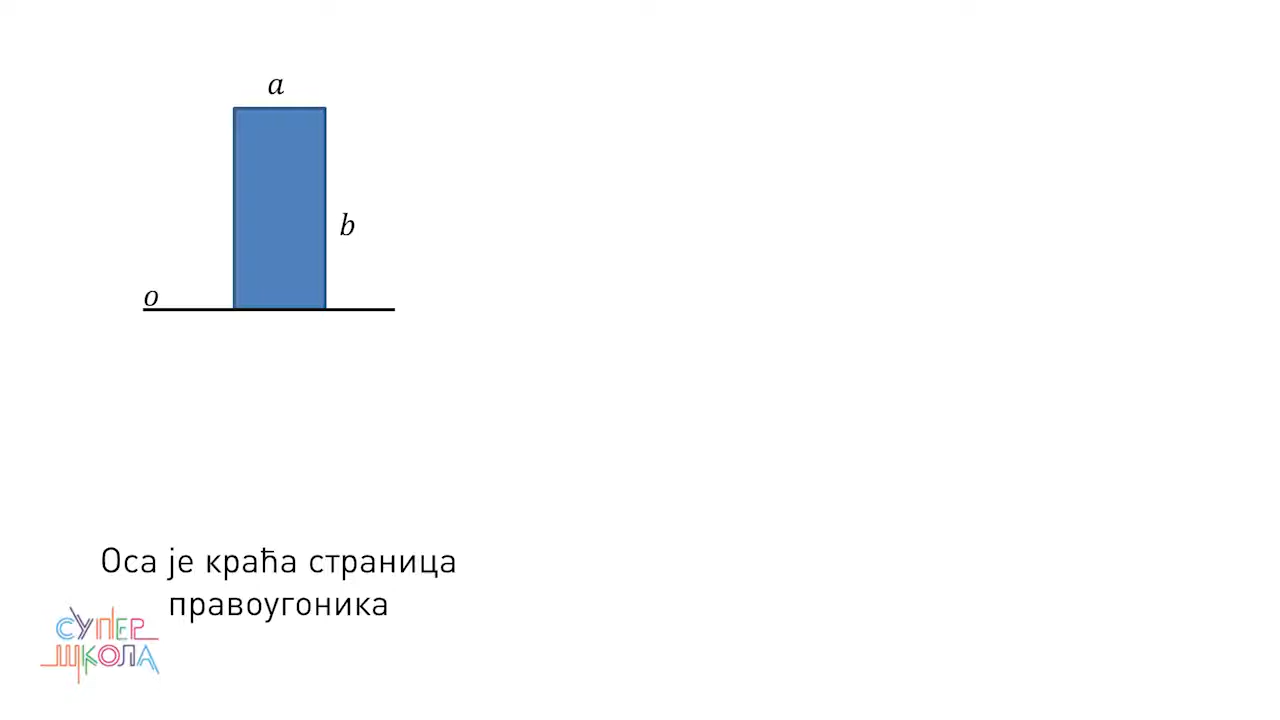 a
b
o
Оса је краћа страница
правоугоника
СУПЕР
ШКОЛА